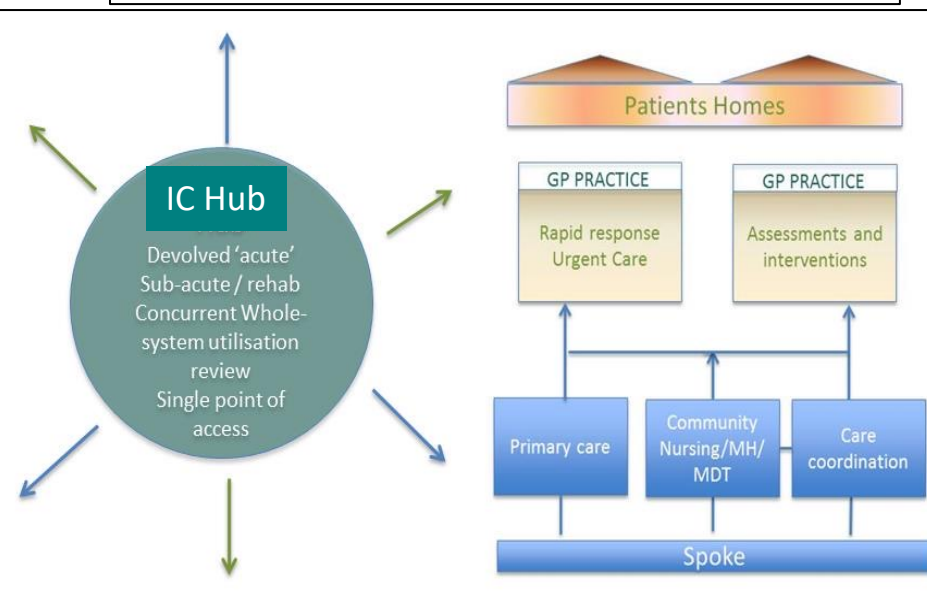 IC Hub
Devolved ‘acute’
Sub-acute / rehab
Concurrent Whole-
system utilisation
review
Single point of
access
Patients Homes
GP PRACTICE
Rapid response
Urgent Care
GP PRACTICE
Assessments and
interventions
Primary care
Community
Nursing/MH/
MDT
Care
coordination
Spoke